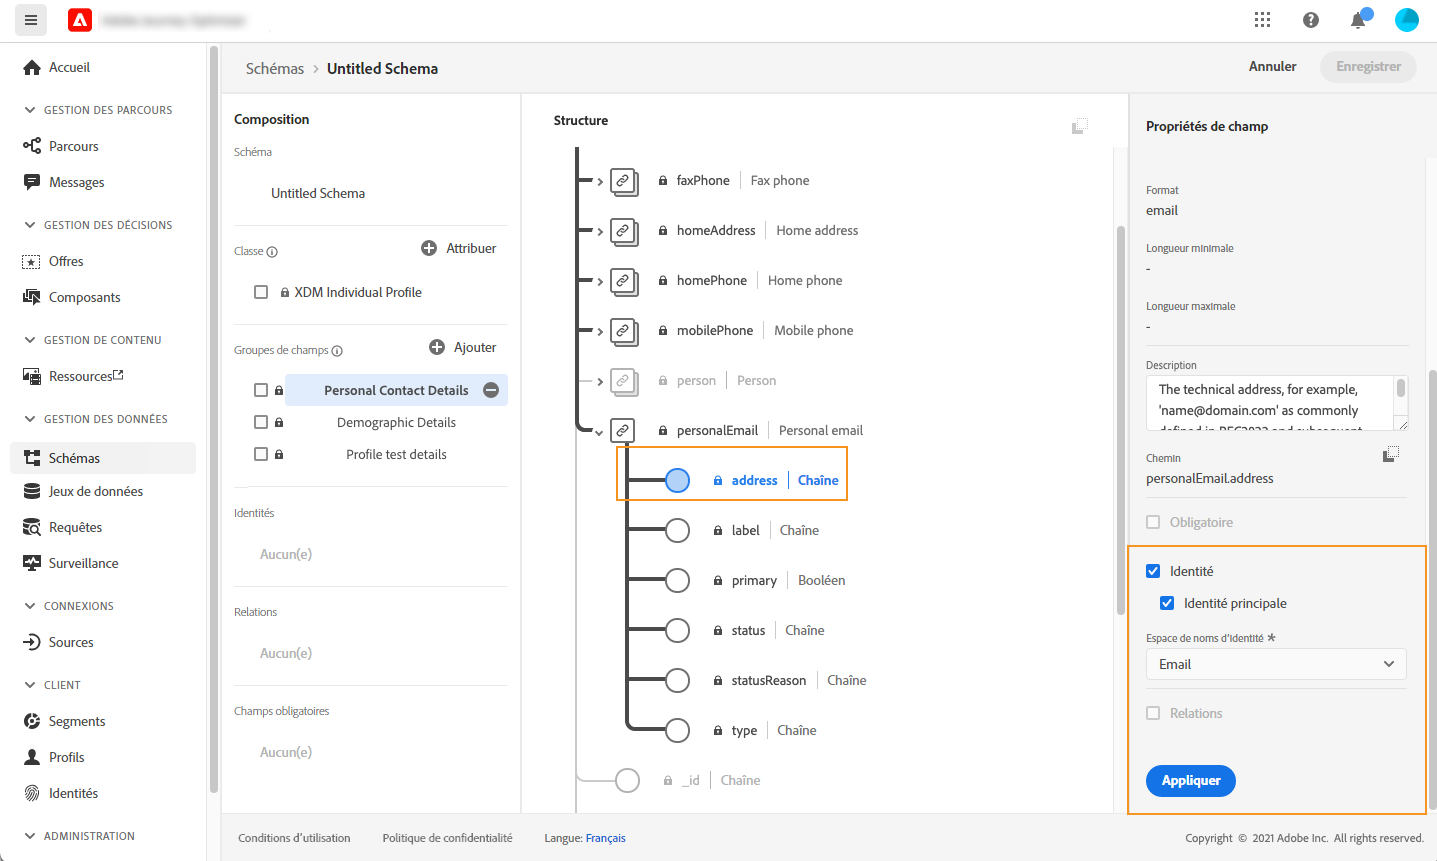 Schémas > Untitled Schema
Annuler
Enregistrer
Accueil
GESTION DES PARCOURS
Parcours
Messages
GESTION DES DÉCISIONS
Offres
Composants
GESTION DE CONTENU
Ressources
GESTION DES DONNÉES
Schémas
Jeux de données
Requêtes
Surveillance
CONNEXIONS
Sources
CLIENT
Segments
Profils
Identités
ADMINISTRATION
Composition
Schéma
Untitled Schema
Classe
Attribuer
XDM Individual Profile
Groupes de champs
Ajouter
Personal Contact Details
Demographic Details
Profile test details
Identités
Aucun(e)
Relations
Aucun(e)
Champs obligatoires
Aucun(e)
Structure
faxPhone | Fax phone
homeAddress | Home address
homePhone | Home phone
mobilePhone | Mobile phone
person | Person
personalEmail | Personal email
address | Chaîne
label | Chaîne
primary | Booléen
status | Chaîne
statusReason | Chaîne
type | Chaîne
_id | Chaîne
Propriétés de champ
Format
email
Longueur minimale
-
Longueur maximale
-
Description
The technical address, for example,
'name@domain.com' as commonly
defined in RFC2822 and subsequent
Chemin
personalEmail.address
Obligatoire
Identité
Identité principale
Espace de noms d'identité *
Email
Relations
Appliquer
Conditions d'utilisation
Politique de confidentialité
Langue: Français
Copyright © 2021 Adobe Inc. All rights reserved.